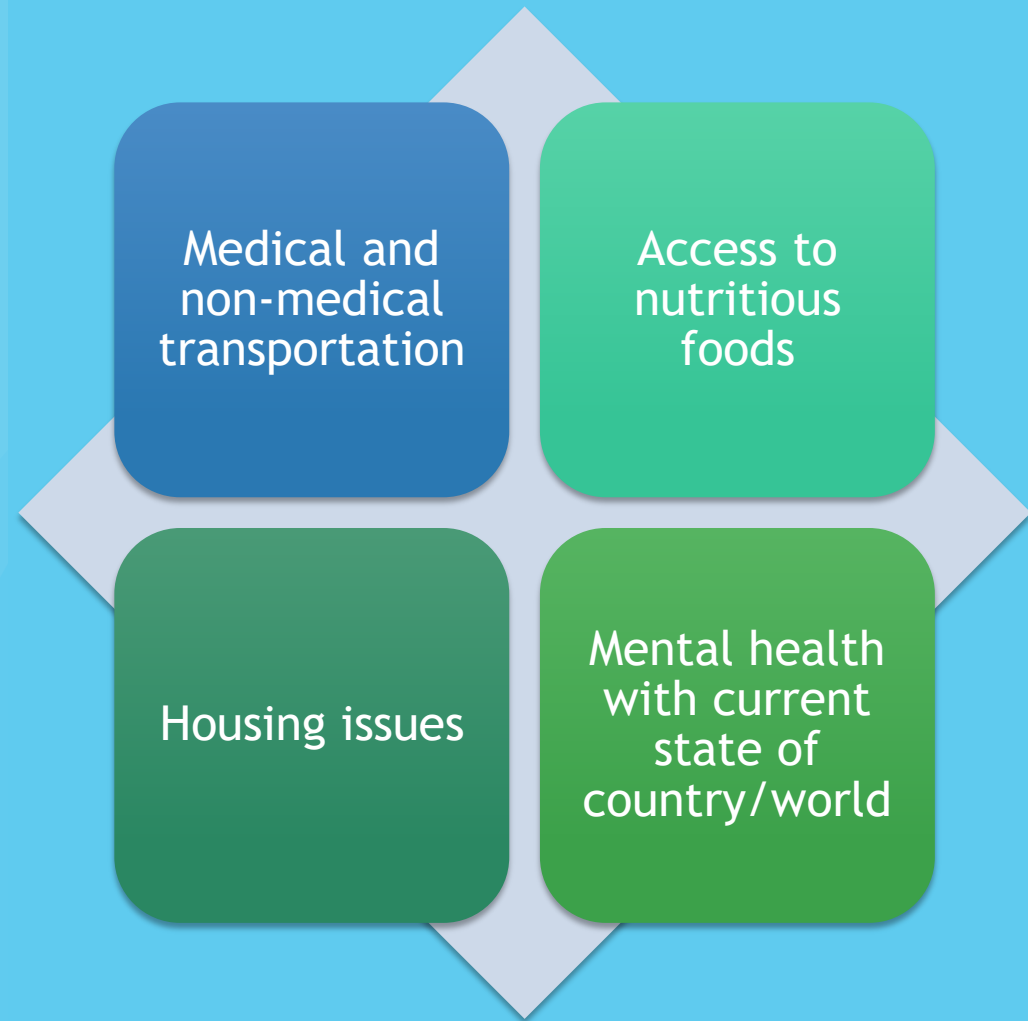 Medical and
non-medical
transportation
Access to
nutritious
foods
Housing issues
Mental health
with current
state of
country/world